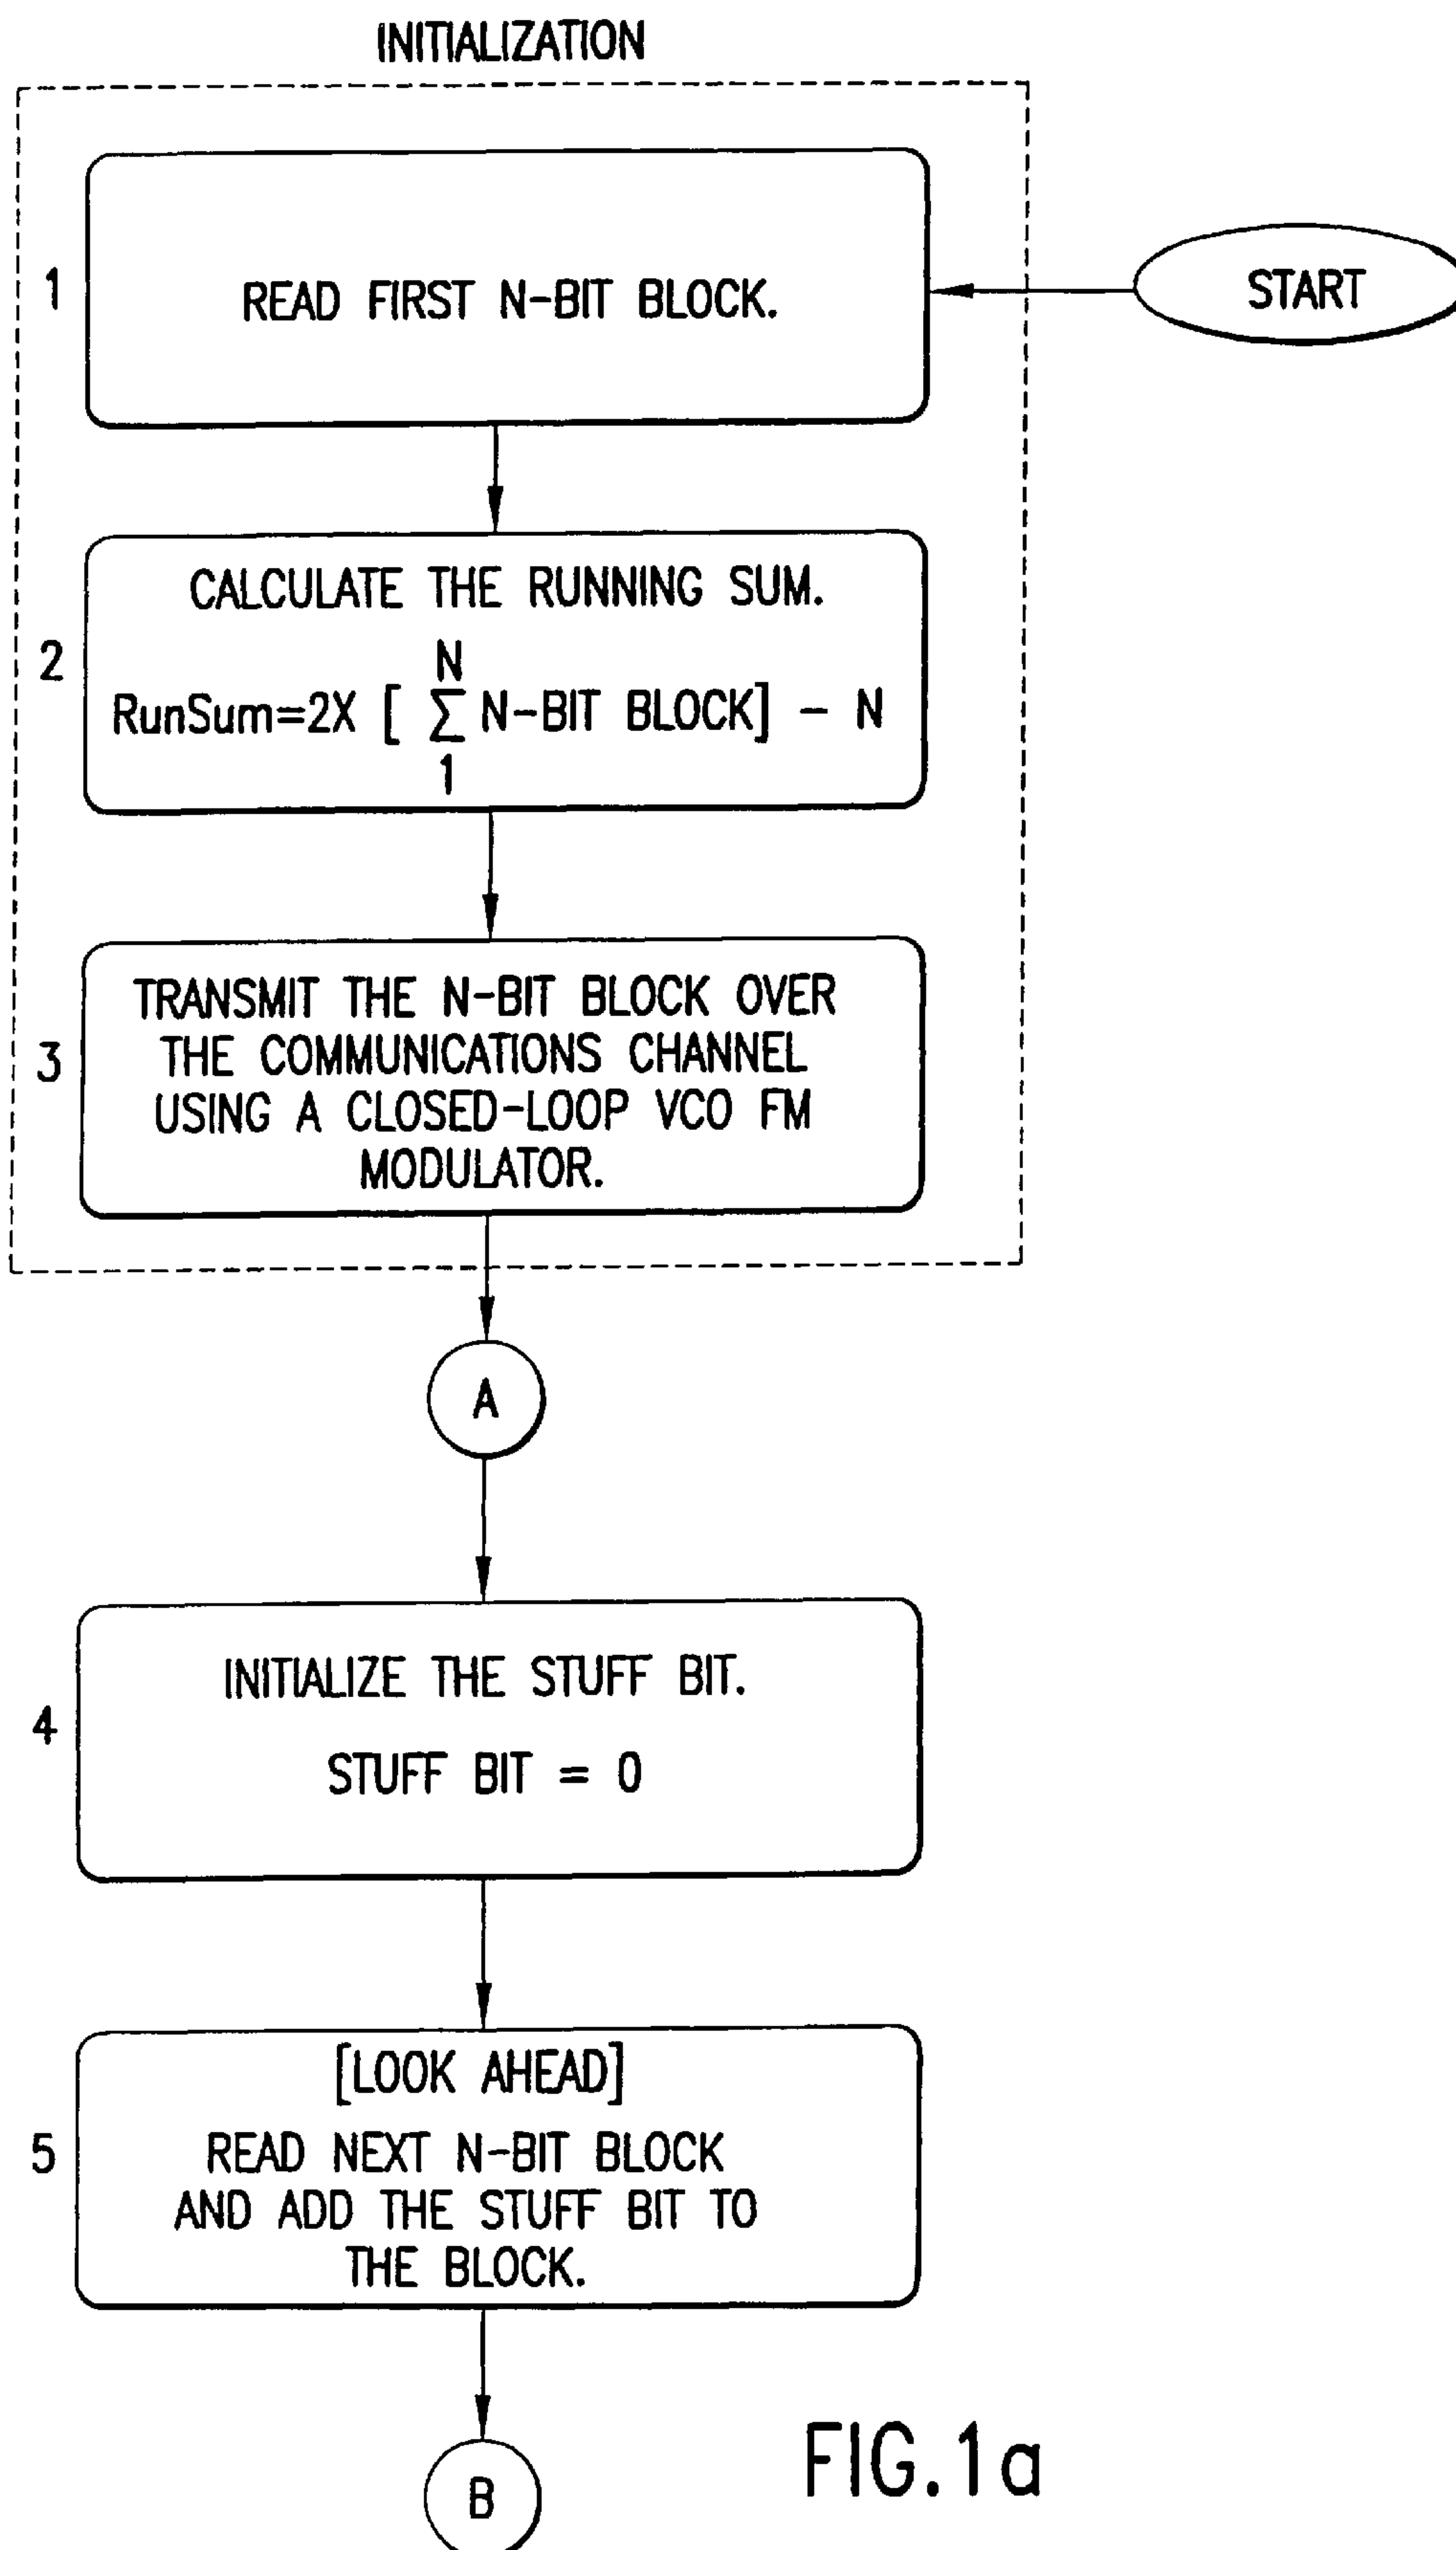 INITIALIZATION
START
1
READ FIRST N-BIT BLOCK.
2
CALCULATE THE RUNNING SUM.
N
RunSum=2X [ Σ N-BIT BLOCK] - N
1
3
TRANSMIT THE N-BIT BLOCK OVER
THE COMMUNICATIONS CHANNEL
USING A CLOSED-LOOP VCO FM
MODULATOR.
A
4
INITIALIZE THE STUFF BIT.
STUFF BIT = 0
5
[LOOK AHEAD]
READ NEXT N-BIT BLOCK
AND ADD THE STUFF BIT TO
THE BLOCK.
B
FIG.1a